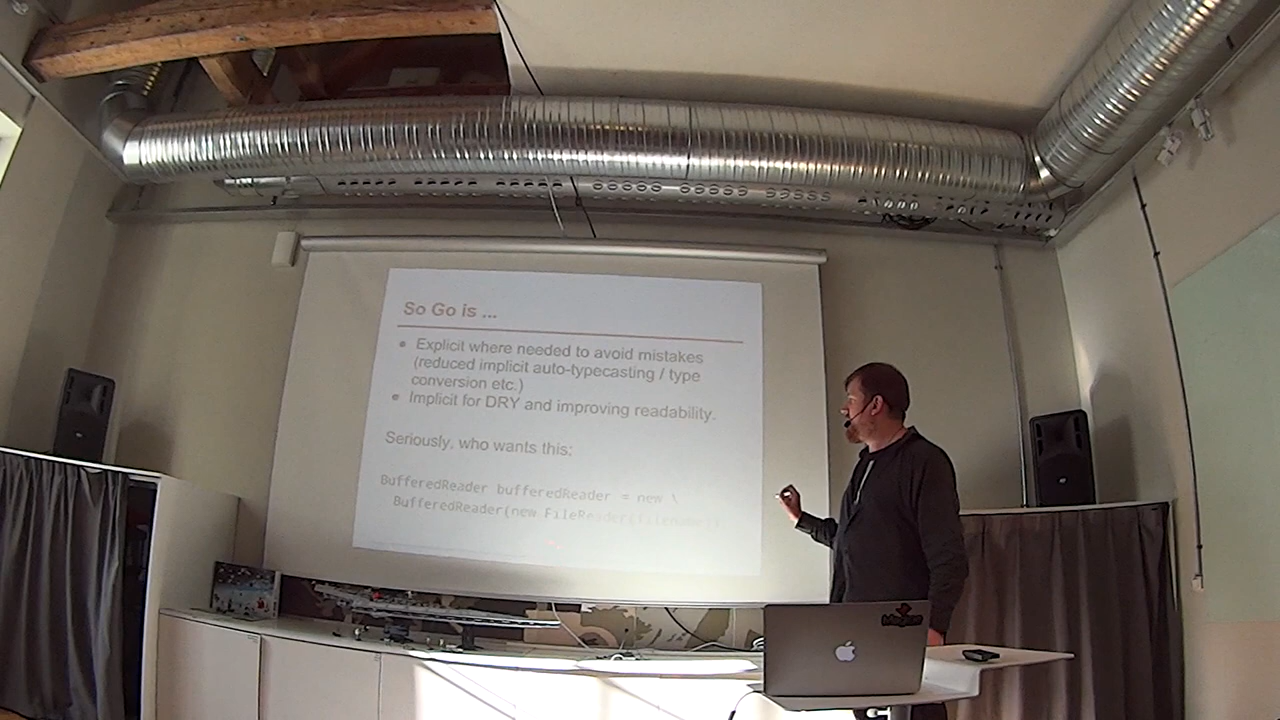 So Go is ...
Explicit where needed to avoid mistakes
(reduced implicit auto-typecasting / type
conversion etc.)
Implicit for DRY and improving readability.
Seriously, who wants this:
BufferedReader bufferedReader = new \
BufferedReader(new FileReader(filename))